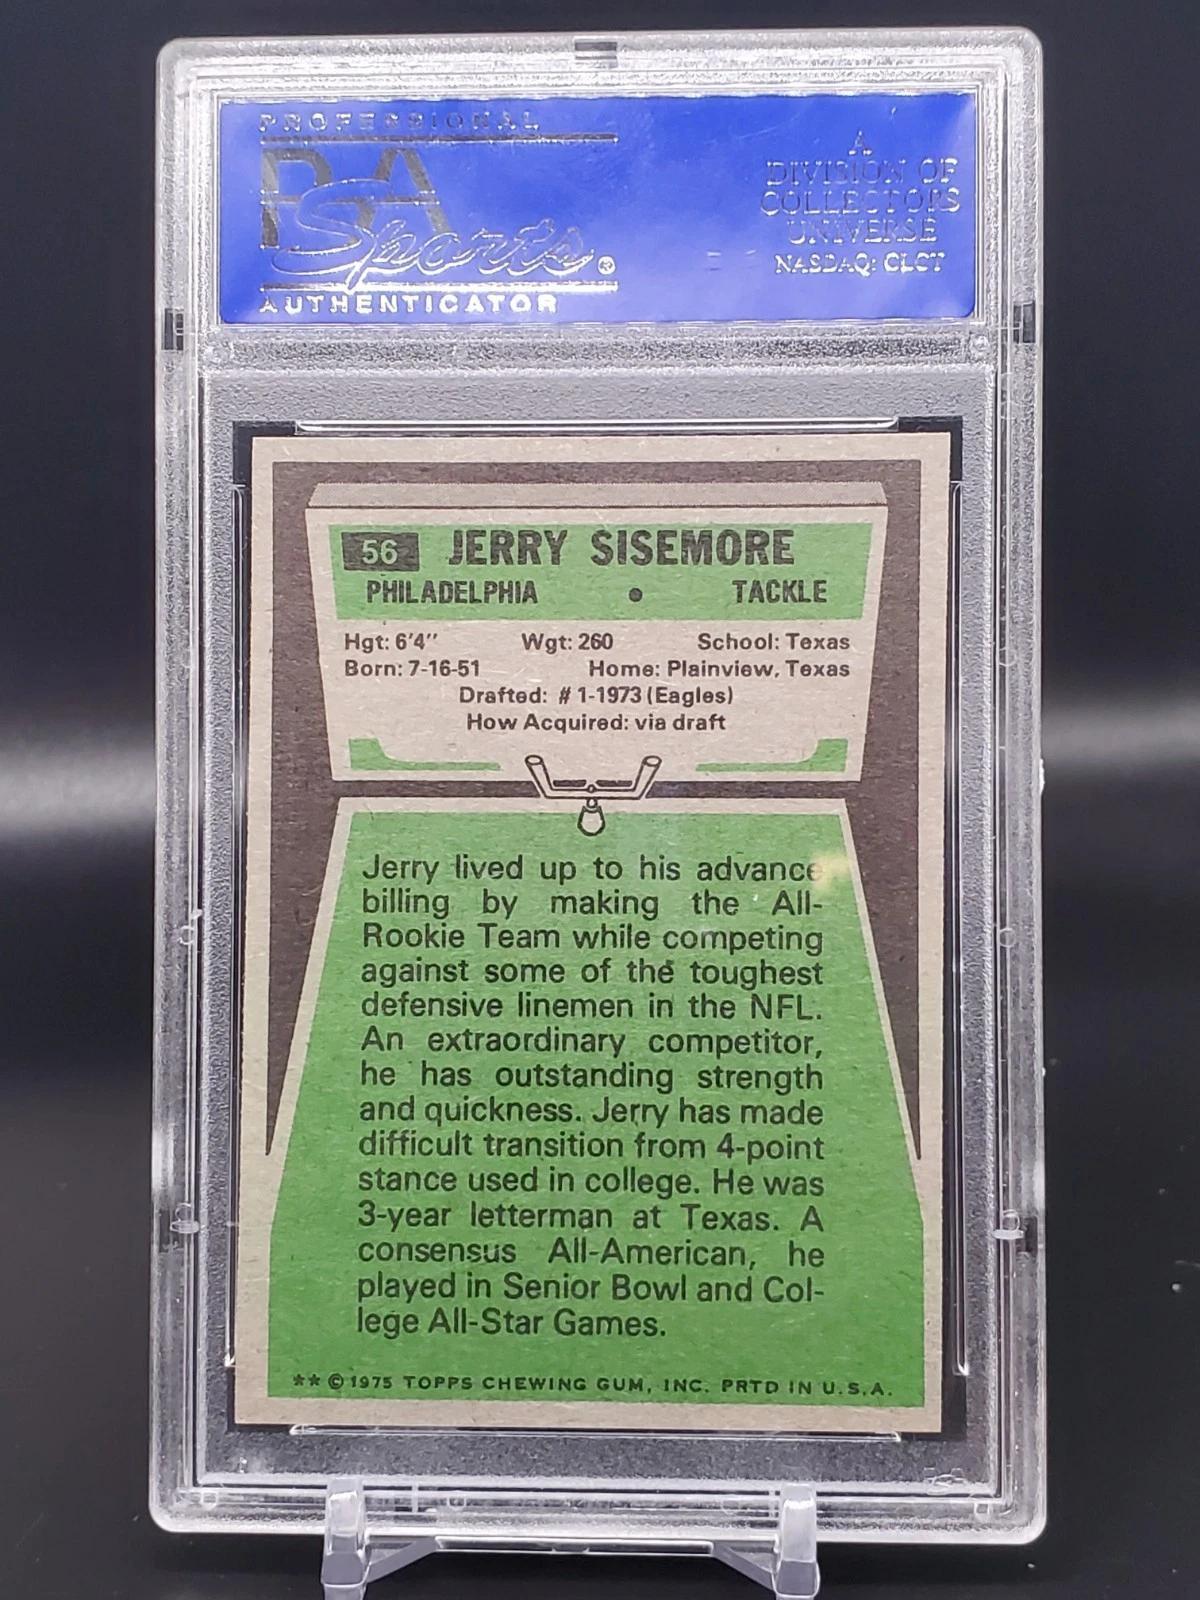 PROFESSIONAL
PSA
Sports®
AUTHENTICATOR
A
DIVISION OF
COLLECTORS
UNIVERSE
NASDAQ: CLCT
56 JERRY SISEMORE
PHILADELPHIA • TACKLE
Hgt: 6'4" Wgt: 260 School: Texas
Born: 7-16-51 Home: Plainview, Texas
Drafted: #1-1973 (Eagles)
How Acquired: via draft
Jerry lived up to his advance
billing by making the All-
Rookie Team while competing
against some of the toughest
defensive linemen in the NFL.
An extraordinary competitor,
he has outstanding strength
and quickness. Jerry has made
difficult transition from 4-point
stance used in college. He was
3-year letterman at Texas. A
consensus All-American, he
played in Senior Bowl and Col-
lege All-Star Games.
** © 1975 TOPPS CHEWING GUM, INC. PRTD IN U.S.A.